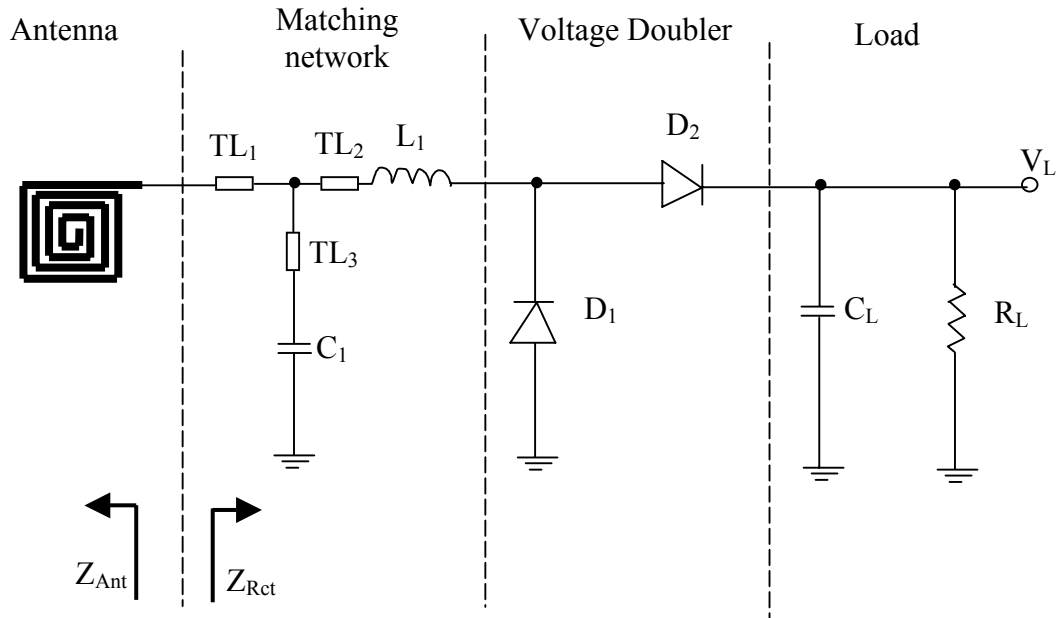 Antenna
Matching
network
Voltage Doubler
Load
TL1
TL2
L1
D2
VL
TL3
C1
D1
CL
RL
ZAnt
ZRct